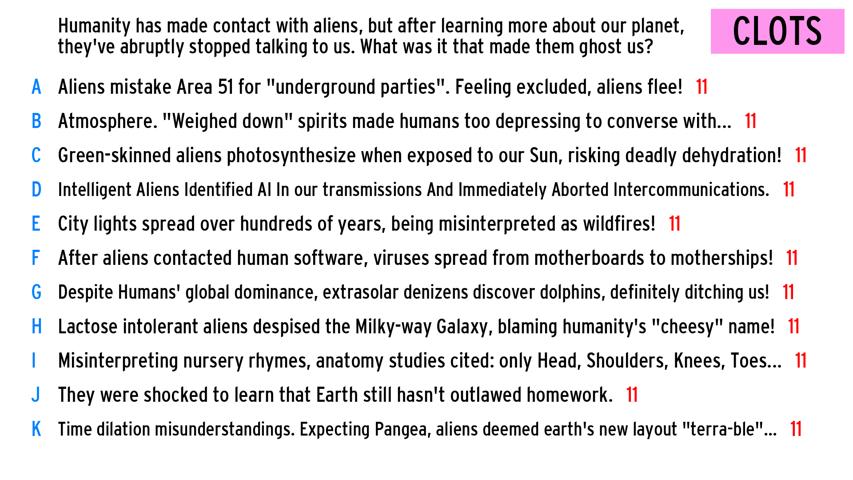 Humanity has made contact with aliens, but after learning more about our planet,
they've abruptly stopped talking to us. What was it that made them ghost us?
CLOTS
A Aliens mistake Area 51 for "underground parties". Feeling excluded, aliens flee! 11
B Atmosphere. "Weighed down" spirits made humans too depressing to converse with... 11
C Green-skinned aliens photosynthesize when exposed to our Sun, risking deadly dehydration! 11
D Intelligent Aliens Identified AI In our transmissions And Immediately Aborted Intercommunications. 11
E City lights spread over hundreds of years, being misinterpreted as wildfires! 11
F After aliens contacted human software, viruses spread from motherboards to motherships! 11
G Despite Humans' global dominance, extrasolar denizens discover dolphins, definitely ditching us! 11
H Lactose intolerant aliens despised the Milky-way Galaxy, blaming humanity's "cheesy" name! 11
I Misinterpreting nursery rhymes, anatomy studies cited: only Head, Shoulders, Knees, Toes... 11
J They were shocked to learn that Earth still hasn't outlawed homework. 11
K Time dilation misunderstandings. Expecting Pangea, aliens deemed earth's new layout "terra-ble"... 11